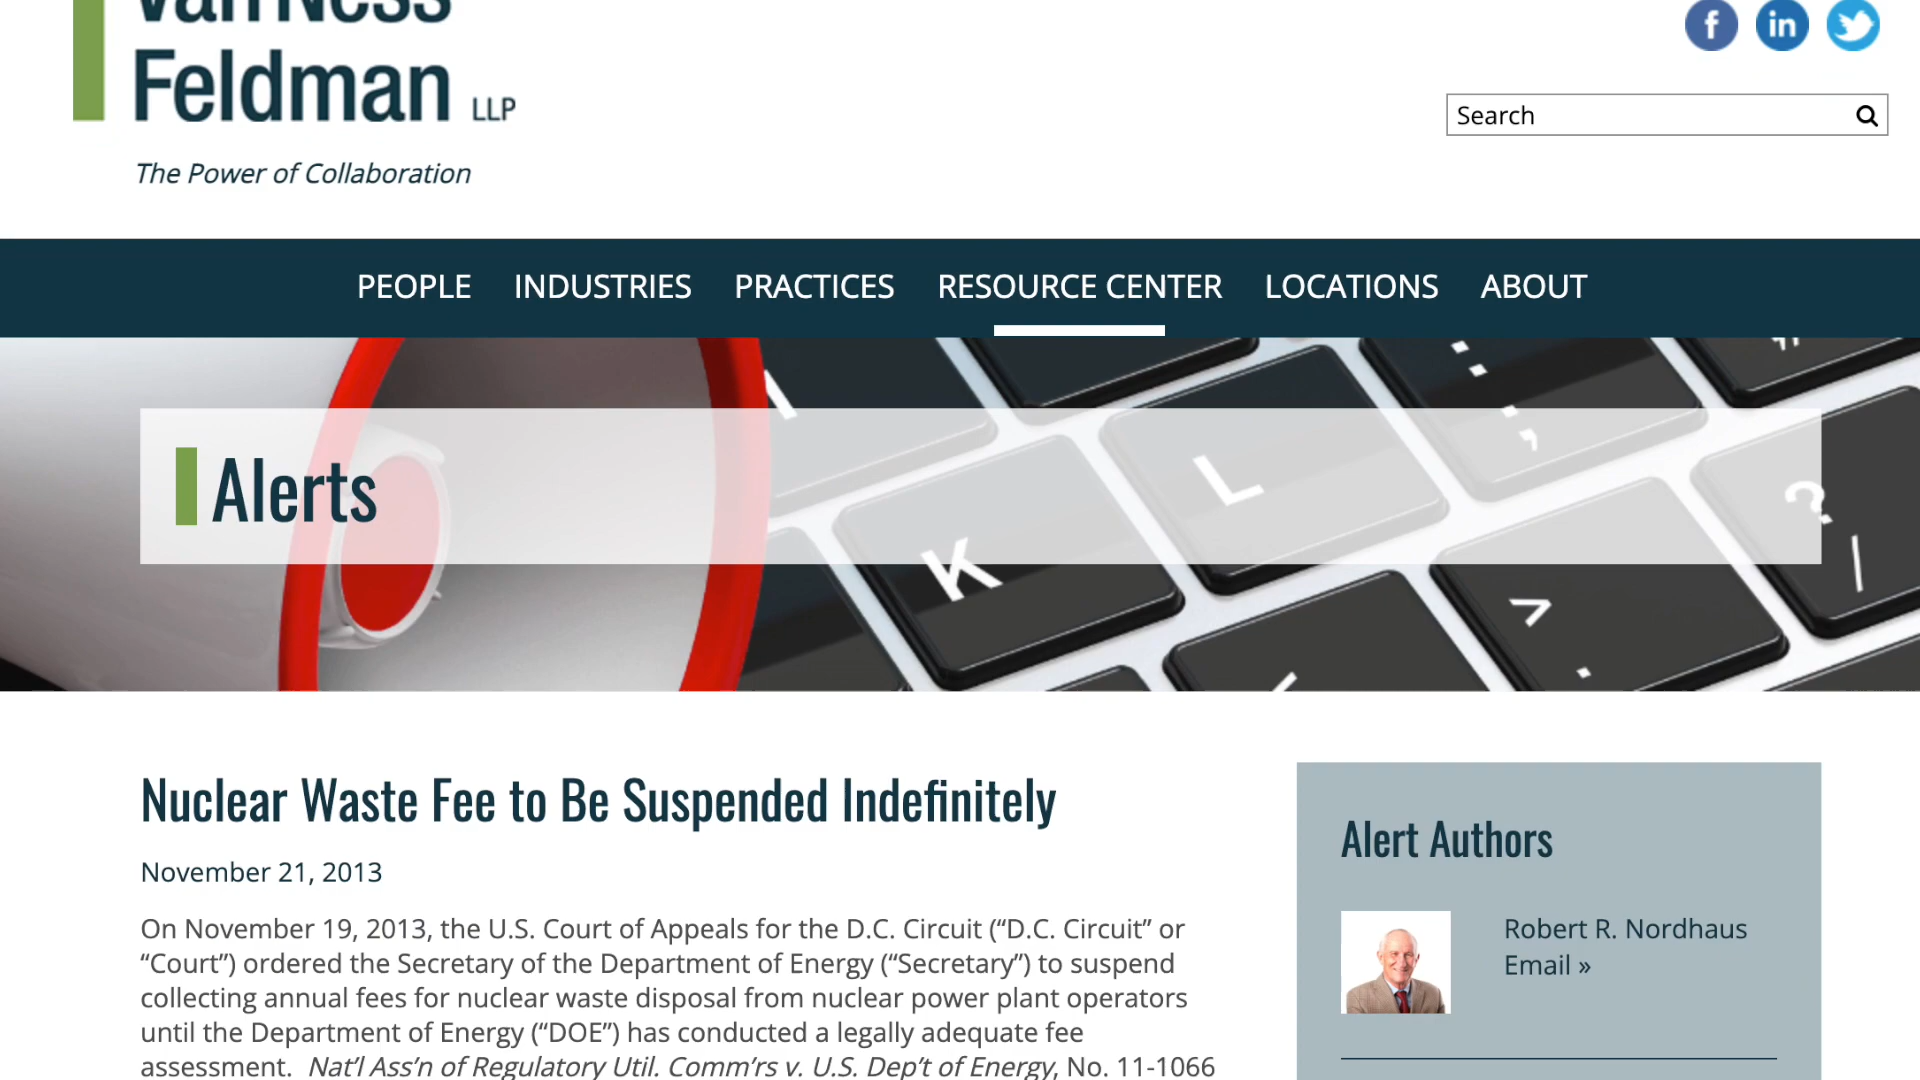 Van Ness
Feldman LLP
The Power of Collaboration
f
in
Search
PEOPLE INDUSTRIES PRACTICES RESOURCE CENTER LOCATIONS ABOUT
Alerts
: ;
L
? /
K
>
.
Nuclear Waste Fee to Be Suspended Indefinitely
November 21, 2013
On November 19, 2013, the U.S. Court of Appeals for the D.C. Circuit (“D.C. Circuit” or
“Court”) ordered the Secretary of the Department of Energy (“Secretary”) to suspend
collecting annual fees for nuclear waste disposal from nuclear power plant operators
until the Department of Energy (“DOE”) has conducted a legally adequate fee
assessment. Nat’l Ass’n of Regulatory Util. Comm’rs v. U.S. Dep’t of Energy, No. 11-1066
Alert Authors
Robert R. Nordhaus
Email »